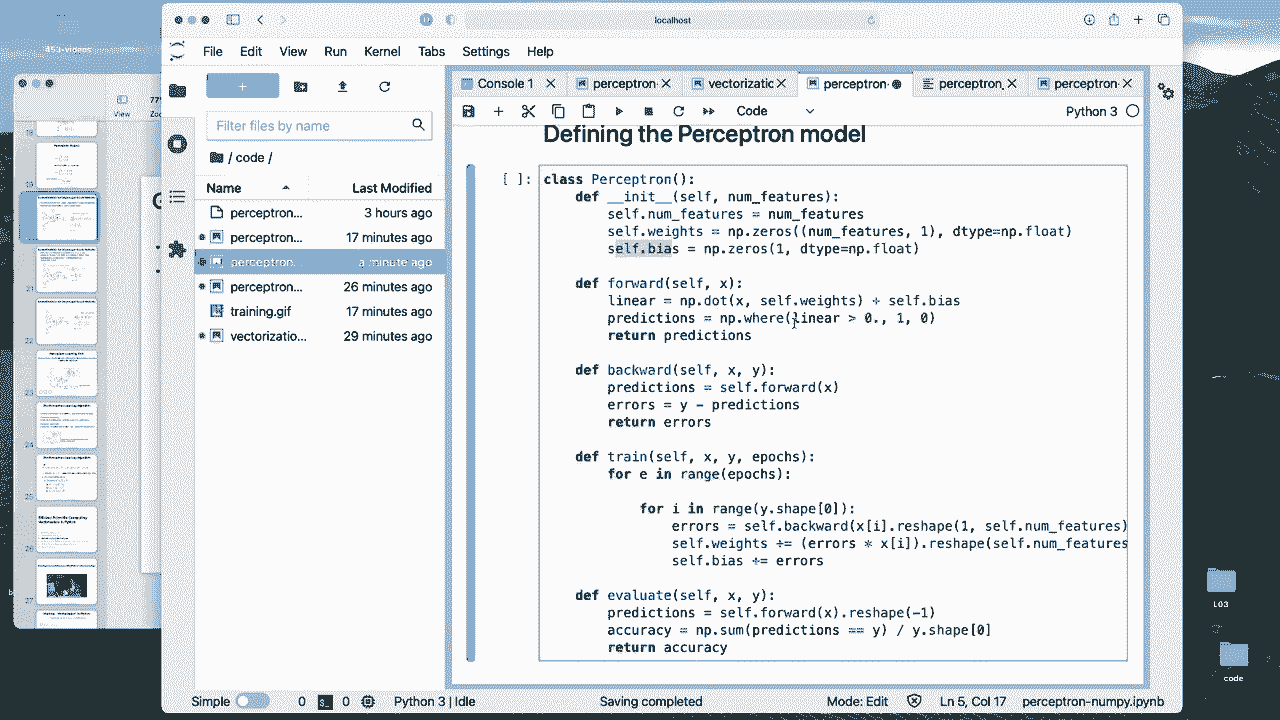 453-videos
localhost
File Edit View Run Kernel Tabs Settings Help
View
77%
Console 1
perceptron-
vectorizatic
perceptron-
perceptron_
perceptron-
Code
Python 3
Filter files by name
/ code /
Name Last Modified
perceptron... 3 hours ago
perceptron... 17 minutes ago
perceptron... a minute ago
perceptron... 26 minutes ago
training.gif 17 minutes ago
vectorizatio... 29 minutes ago
Defining the Perceptron model
[ ]: class Perceptron():
def __init__(self, num_features):
self.num_features = num_features
self.weights = np.zeros((num_features, 1), dtype=np.float)
self.bias = np.zeros(1, dtype=np.float)
def forward(self, x):
linear = np.dot(x, self.weights) + self.bias
predictions = np.where(linear > 0., 1, 0)
return predictions
def backward(self, x, y):
predictions = self.forward(x)
errors = y - predictions
return errors
def train(self, x, y, epochs):
for e in range(epochs):
for i in range(y.shape[0]):
errors = self.backward(x[i].reshape(1, self.num_features)
self.weights += (errors * x[i]).reshape(self.num_features
self.bias += errors
def evaluate(self, x, y):
predictions = self.forward(x).reshape(-1)
accuracy = np.sum(predictions == y) / y.shape[0]
return accuracy
L03
code
Simple 0 0 Python 3 | Idle Saving completed Mode: Edit Ln 5, Col 17 perceptron-numpy.ipynb